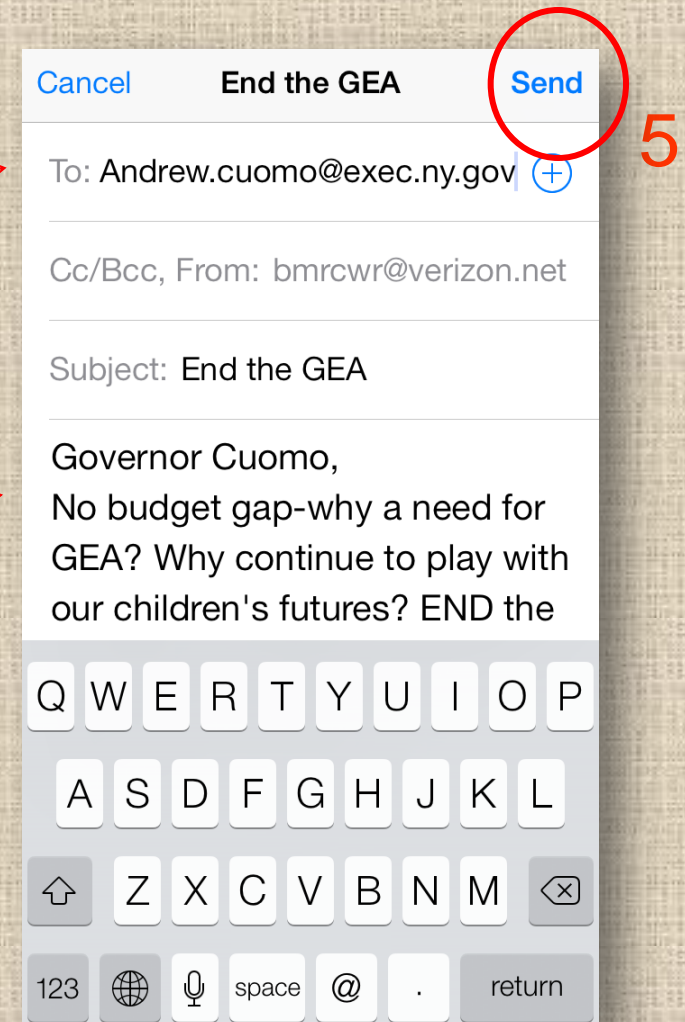 Cancel End the GEA Send
5
To: Andrew.cuomo@exec.ny.gov
Cc/Bcc, From: bmrcwr@verizon.net
Subject: End the GEA
Governor Cuomo,
No budget gap-why a need for
GEA? Why continue to play with
our children's futures? END the
Q W E R T Y U I O P
A S D F G H J K L
Z X C V B N M
123 space @ . return